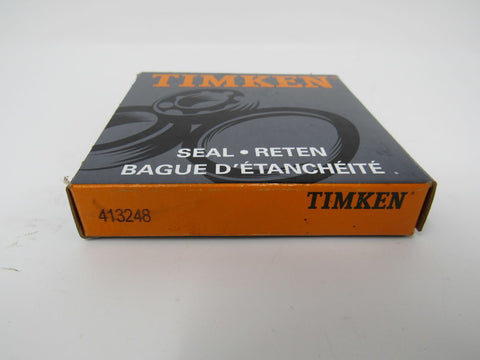 TIMKEN
SEAL • RETEN
BAGUE D'ÉTANCHÉITÉ
413248
TIMKEN